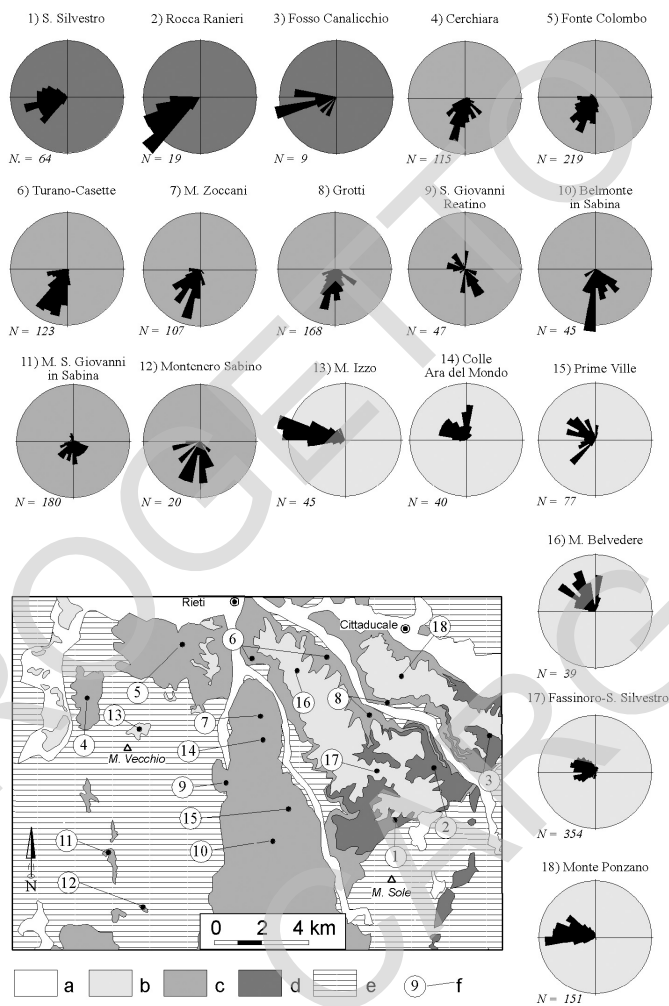 1) S. Silvestro
2) Rocca Ranieri
3) Fosso Canalicchio
4) Cerchiara
5) Fonte Colombo
N. = 64
N = 19
N = 9
N = 115
N = 219
6) Turano-Casette
7) M. Zoccani
8) Grotti
9) S. Giovanni
Reatino
10) Belmonte
in Sabina
N = 123
N = 107
N = 168
N = 47
N = 45
11) M. S. Giovanni
in Sabina
12) Montenero Sabino
13) M. Izzo
14) Colle
Ara del Mondo
15) Prime Ville
N = 180
N = 20
N = 45
N = 40
N = 77
16) M. Belvedere
N = 39
17) Fassinoro-S. Silvestro
N = 354
18) Monte Ponzano
N = 151
Rieti
Cittaducale
6
18
5
8
16
13
4
7
M. Vecchio
14
17
9
3
15
2
11
10
1
12
N
M. Sole
0 2 4 km
a
b
c
d
e
9
f
PROGETTO
CARG